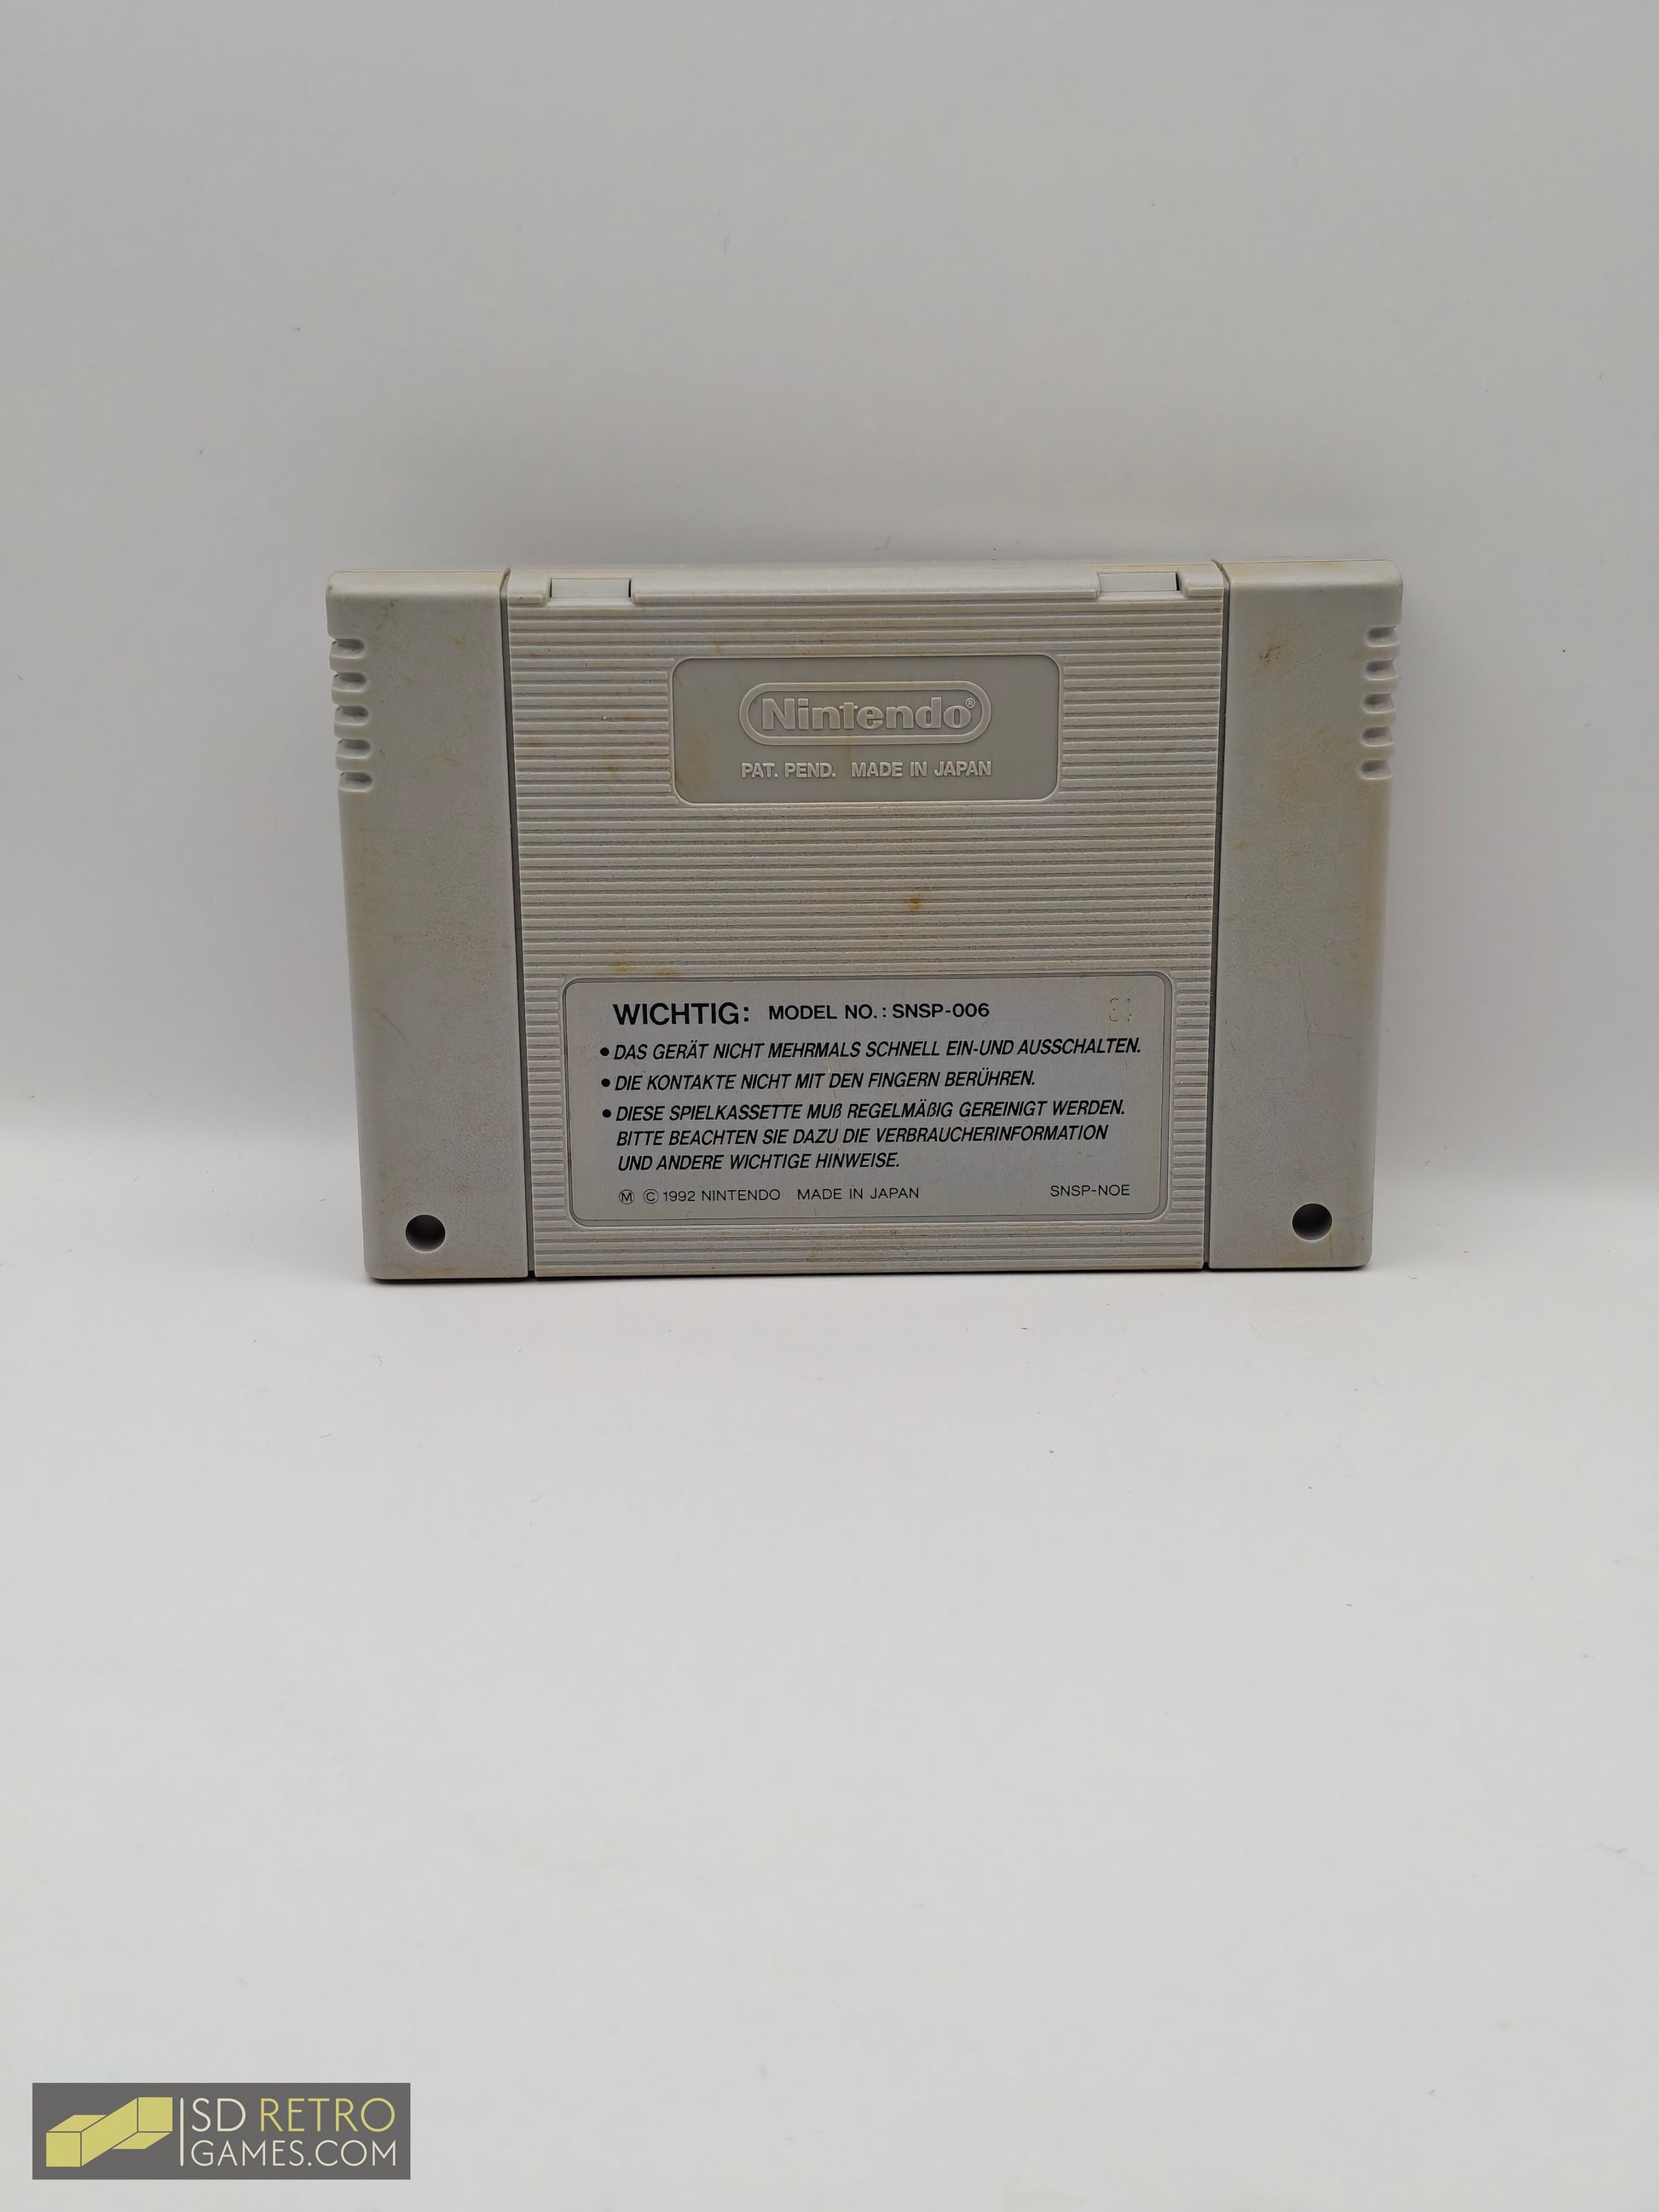 Nintendo®
PAT. PEND. MADE IN JAPAN
WICHTIG: MODEL NO.: SNSP-006
• DAS GERÄT NICHT MEHRMALS SCHNELL EIN-UND AUSSCHALTEN.
• DIE KONTAKTE NICHT MIT DEN FINGERN BERÜHREN.
• DIESE SPIELKASSETTE MUß REGELMÄßIG GEREINIGT WERDEN.
BITTE BEACHTEN SIE DAZU DIE VERBRAUCHERINFORMATION
UND ANDERE WICHTIGE HINWEISE.
Ⓜ © 1992 NINTENDO MADE IN JAPAN SNSP-NOE
SD RETRO
GAMES.COM